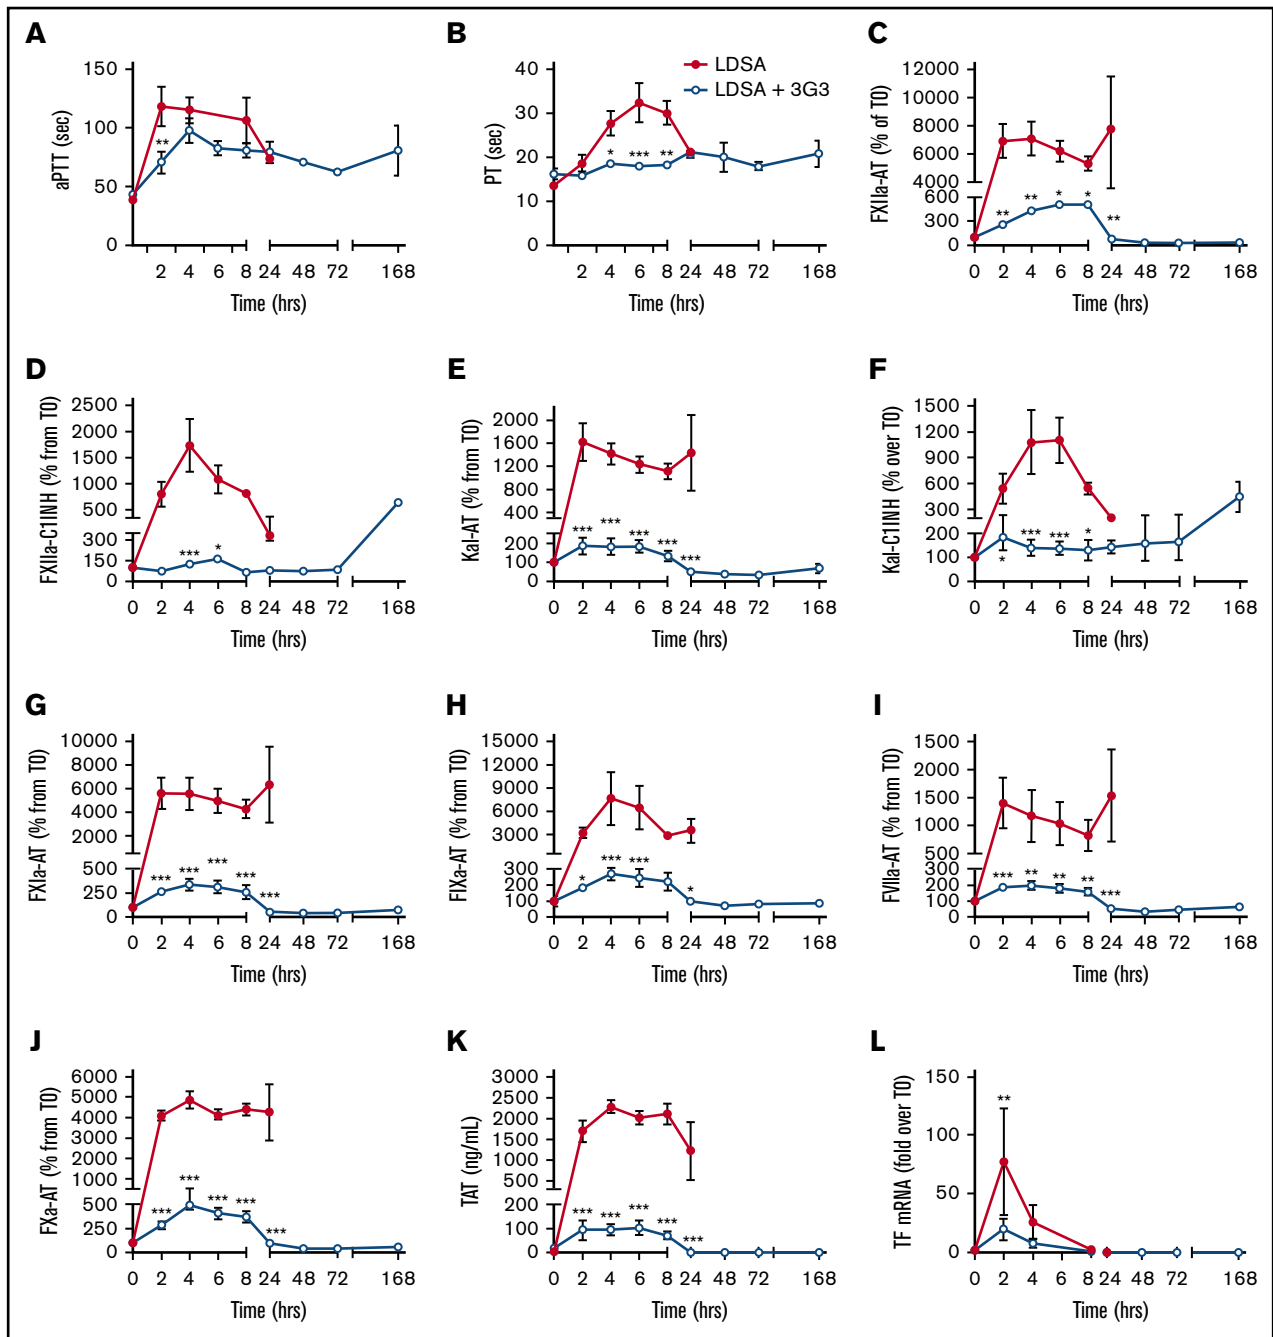 A
aPTT (sec)
150
100
50
0
**
2 4 6 8 24 48 72 168
Time (hrs)
B
PT (sec)
40
30
20
10
0
LDSA
LDSA + 3G3
* *** **
0 2 4 6 8 24 48 72 168
Time (hrs)
C
FXIIa-AT (% of T0)
12000
10000
8000
6000
4000
600
300
0
** ** * * **
0 2 4 6 8 24 48 72 168
Time (hrs)
D
FXIIa-C1INH (% from T0)
2500
2000
1500
1000
500
300
150
0
*** *
0 2 4 6 8 24 48 72 168
Time (hrs)
E
Kal-AT (% from T0)
2000
1600
1200
800
400
200
100
0
*** *** *** *** ***
0 2 4 6 8 24 48 72 168
Time (hrs)
F
Kal-C1INH (% over T0)
1500
1200
900
600
300
200
100
0
* *** *** *
0 2 4 6 8 24 48 72 168
Time (hrs)
G
FXIa-AT (% from T0)
10000
8000
6000
4000
2000
500
250
0
*** *** *** *** ***
0 2 4 6 8 24 48 72 168
Time (hrs)
H
FIXa-AT (% from T0)
15000
12000
9000
6000
3000
300
200
100
0
* *** *** *
0 2 4 6 8 24 48 72 168
Time (hrs)
I
FVIIa-AT (% from T0)
1500
2000
1500
1000
500
300
200
100
0
*** ** ** ** ***
0 2 4 6 8 24 48 72 168
Time (hrs)
J
FXa-AT (% from T0)
6000
5000
4000
3000
2000
1000
500
250
0
*** *** *** *** ***
0 2 4 6 8 24 48 72 168
Time (hrs)
K
TAT (ng/mL)
3000
2500
2000
1500
1000
500
200
100
0
*** *** *** *** ***
0 2 4 6 8 24 48 72 168
Time (hrs)
L
TF mRNA (fold over T0)
150
100
50
0
**
0 2 4 6 8 24 48 72 168
Time (hrs)